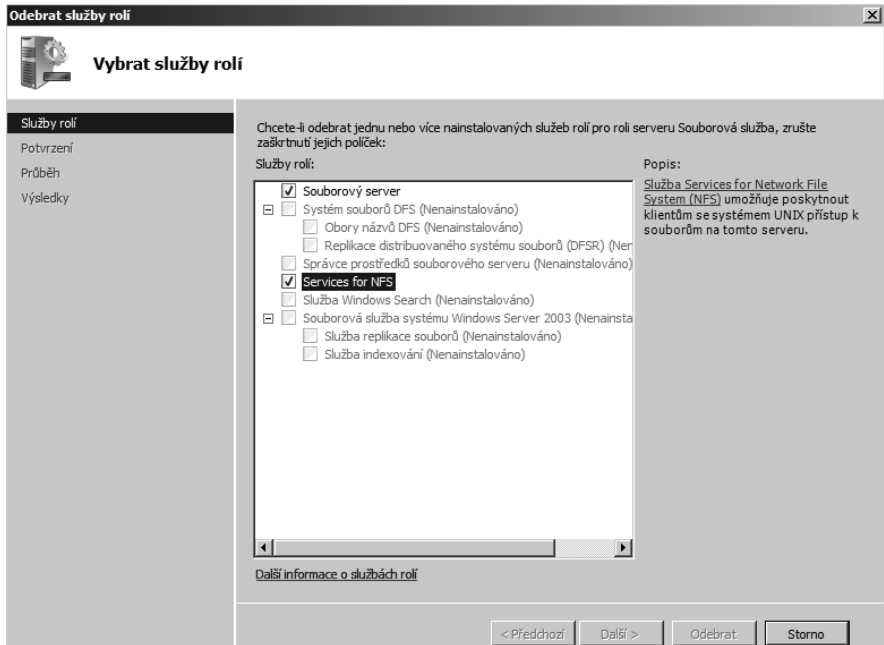 Odebrat služby rolí
Vybrat služby rolí
Služby rolí
Potvrzení
Průběh
Výsledky
Chcete-li odebrat jednu nebo více nainstalovaných služeb rolí pro roli serveru Souborová služba, zrušte
zaškrtnutí jejich políček:
Služby rolí:
Souborový server
Systém souborů DFS (Nenainstalováno)
Obory názvů DFS (Nenainstalováno)
Replikace distribuovaného systému souborů (DFSR) (Ner
Správce prostředků souborového serveru (Nenainstalováno)
Services for NFS
Služba Windows Search (Nenainstalováno)
Souborová služba systému Windows Server 2003 (Nenainsta
Služba replikace souborů (Nenainstalováno)
Služba indexování (Nenainstalováno)
Popis:
Služba Services for Network File
System (NFS) umožňuje poskytnout
klientům se systémem UNIX přístup k
souborům na tomto serveru.
Další informace o službách rolí
< Předchozí
Další >
Odebrat
Storno